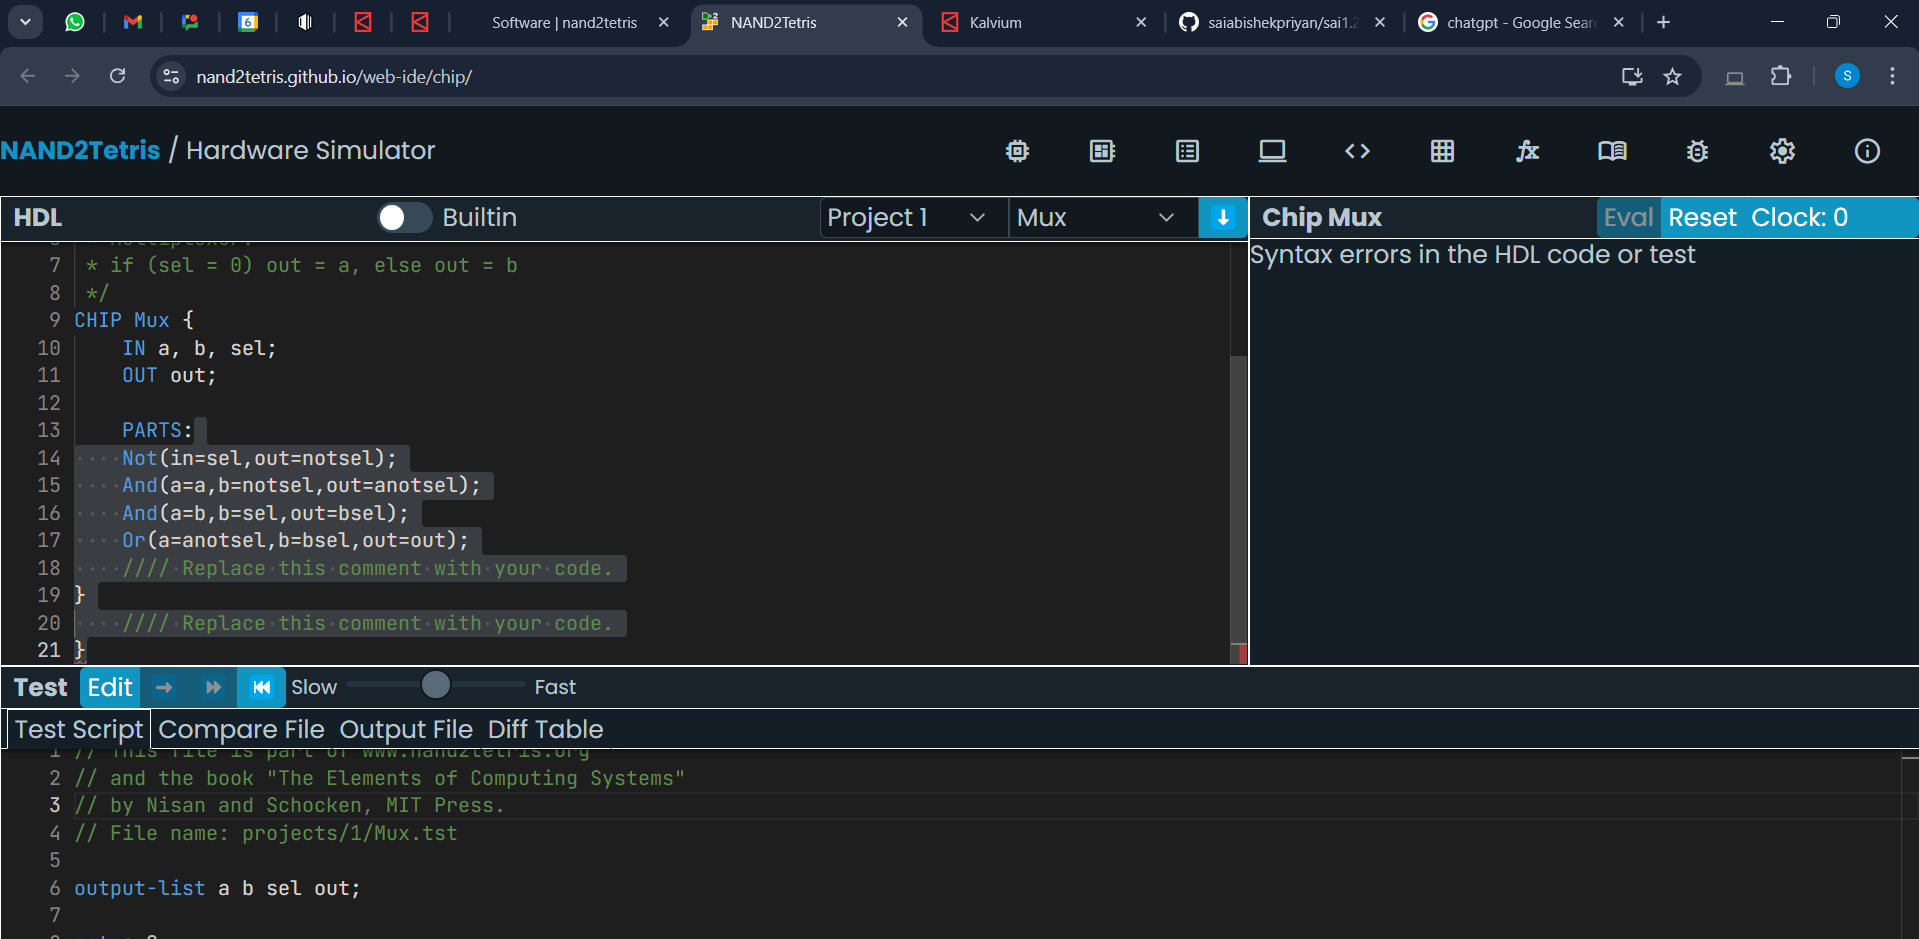 Software | nand2tetris
NAND2Tetris
Kalvium
saiabishekpriyan/sai1.2
chatgpt - Google Sear
6
nand2tetris.github.io/web-ide/chip/
S
NAND2Tetris / Hardware Simulator
HDL
Builtin
Project 1
Mux
Chip Mux
Eval
Reset
Clock: 0
Syntax errors in the HDL code or test
7 * if (sel = 0) out = a, else out = b
8 */
9 CHIP Mux {
10 IN a, b, sel;
11 OUT out;
12
13 PARTS:
14 ····Not(in=sel,out=notsel);
15 ····And(a=a,b=notsel,out=anotsel);
16 ····And(a=b,b=sel,out=bsel);
17 ····Or(a=anotsel,b=bsel,out=out);
18 ····////·Replace·this·comment·with·your·code.
19 }
20 ····////·Replace·this·comment·with·your·code.
21 }
Test
Edit
Slow
Fast
Test Script
Compare File
Output File
Diff Table
1 // This file is part of www.nand2tetris.org
2 // and the book "The Elements of Computing Systems"
3 // by Nisan and Schocken, MIT Press.
4 // File name: projects/1/Mux.tst
5
6 output-list a b sel out;
7